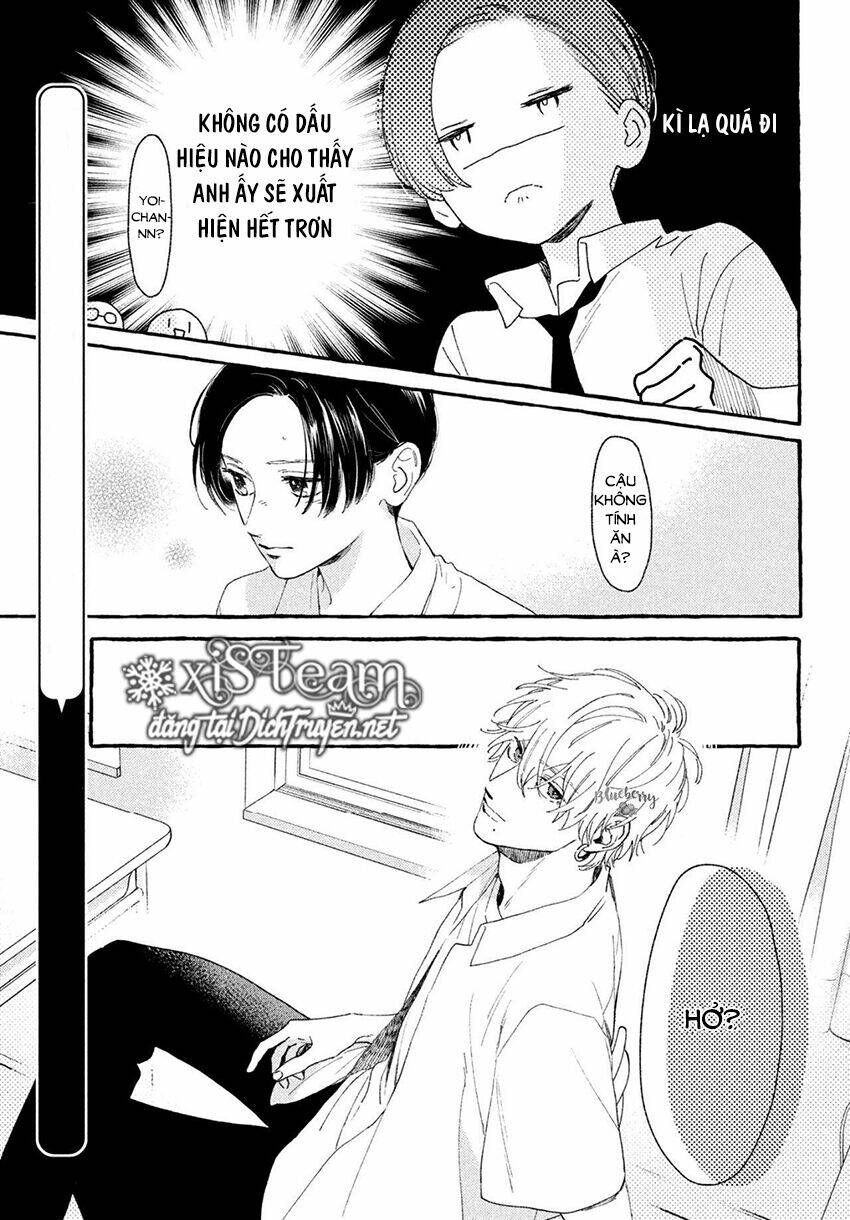 KÌ LẠ QUÁ ĐI
KHÔNG CÓ DẤU
HIỆU NÀO CHO THẤY
ANH ẤY SẼ XUẤT
HIỆN HẾT TRƠN
YOI-
CHAN-
NN?
CẬU
KHÔNG
TÍNH
ĂN
À?
xiSTeam
đăng tại DichTruyen.net
Blueberry
HỞ?